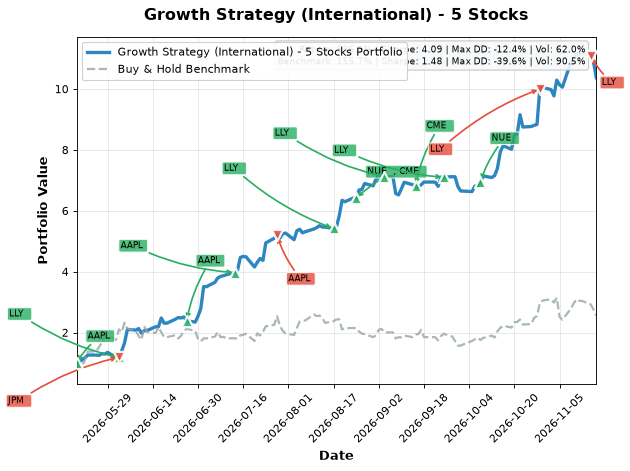 Growth Strategy (International) - 5 Stocks
Growth Strategy (International) - 5 Stocks Portfolio
Buy & Hold Benchmark
4.09 | Max DD: -12.4% | Vol: 62.0%
Benchmark: 155.7% | Sharpe: 1.48 | Max DD: -39.6% | Vol: 90.5%
LLY
CME
LLY
NUE
LLY
LLY
NUE
CME
LLY
AAPL
AAPL
AAPL
LLY
AAPL
JPM
Portfolio Value
10
8
6
4
2
2026-05-29
2026-06-14
2026-06-30
2026-07-16
2026-08-01
2026-08-17
2026-09-02
2026-09-18
2026-10-04
2026-10-20
2026-11-05
Date